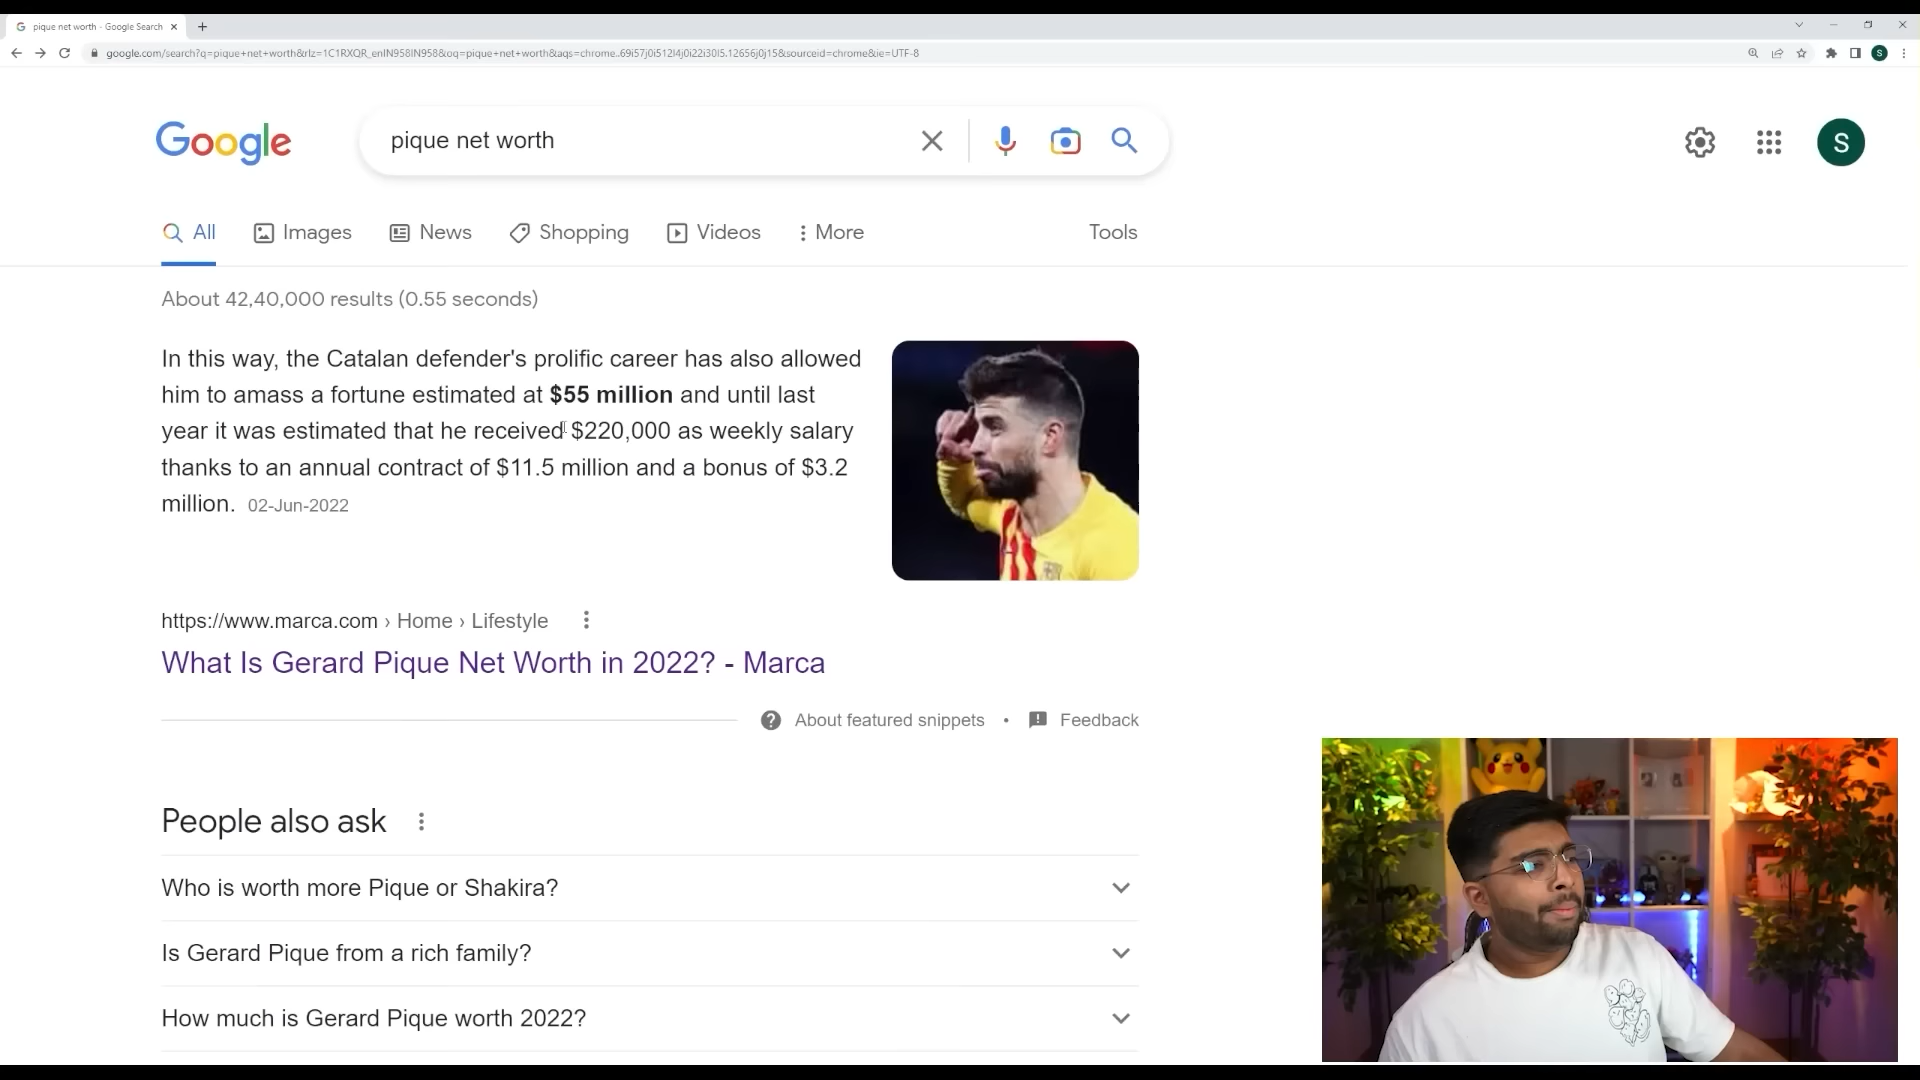 pique net worth - Google Search
google.com/search?q=pique+net+worth&rlz=1C1RXQR_enIN958IN958&oq=pique+net+worth&aqs=chrome..69i57j0i512l4j0i22i30l5.12656j0j15&sourceid=chrome&ie=UTF-8
S
Google
pique net worth
S
All
Images
News
Shopping
Videos
More
Tools
About 42,40,000 results (0.55 seconds)
In this way, the Catalan defender's prolific career has also allowed
him to amass a fortune estimated at $55 million and until last
year it was estimated that he received $220,000 as weekly salary
thanks to an annual contract of $11.5 million and a bonus of $3.2
million. 02-Jun-2022
https://www.marca.com › Home › Lifestyle
What Is Gerard Pique Net Worth in 2022? - Marca
About featured snippets • Feedback
People also ask
Who is worth more Pique or Shakira?
Is Gerard Pique from a rich family?
How much is Gerard Pique worth 2022?